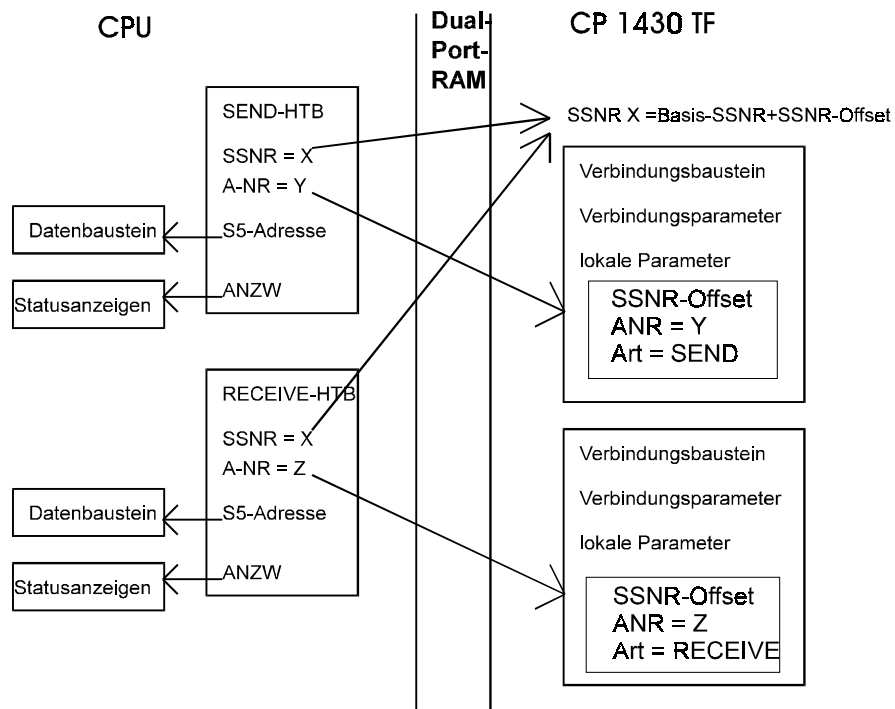 CPU
Dual-
Port-
RAM
CP 1430 TF
SEND-HTB
SSNR = X
A-NR = Y
S5-Adresse
ANZW
Datenbaustein
Statusanzeigen
RECEIVE-HTB
SSNR = X
A-NR = Z
S5-Adresse
ANZW
Datenbaustein
Statusanzeigen
SSNR X =Basis-SSNR+SSNR-Offset
Verbindungsbaustein
Verbindungsparameter
lokale Parameter
SSNR-Offset
ANR = Y
Art = SEND
Verbindungsbaustein
Verbindungsparameter
lokale Parameter
SSNR-Offset
ANR = Z
Art = RECEIVE